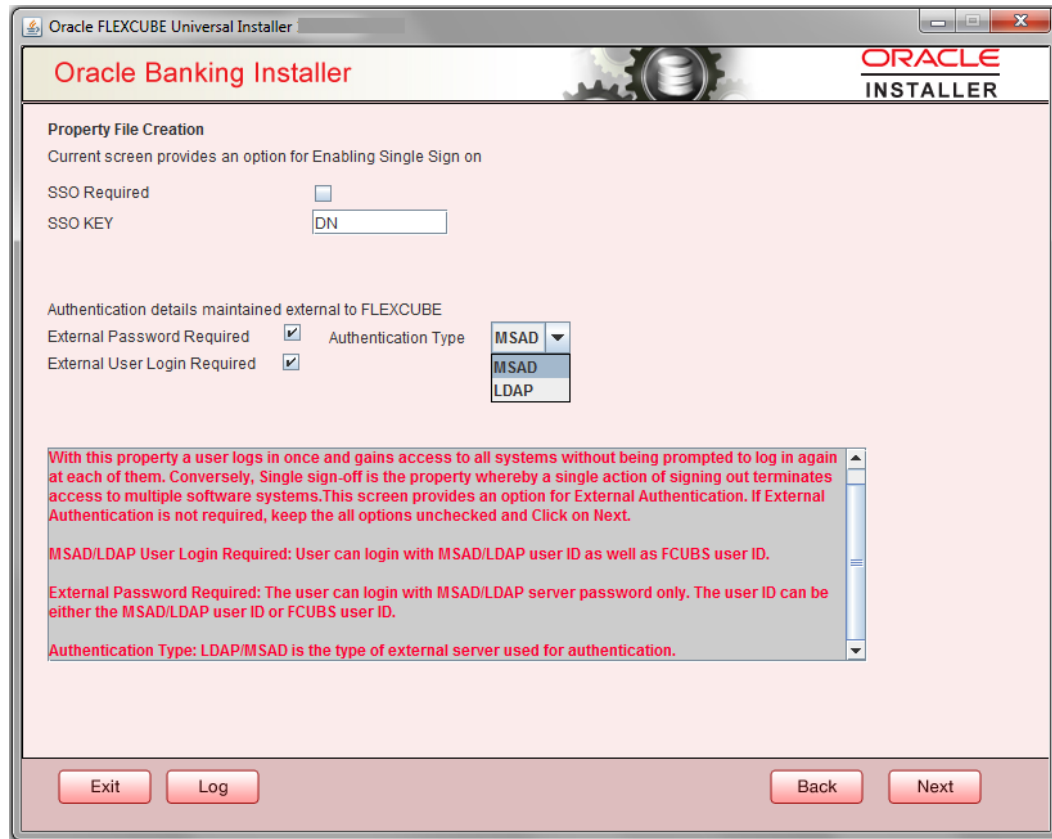 Oracle FLEXCUBE Universal Installer
Oracle Banking Installer
ORACLE
INSTALLER
Property File Creation
Current screen provides an option for Enabling Single Sign on
SSO Required
SSO KEY DN
Authentication details maintained external to FLEXCUBE
External Password Required Authentication Type MSAD
External User Login Required MSAD
LDAP
With this property a user logs in once and gains access to all systems without being prompted to log in again
at each of them. Conversely, Single sign-off is the property whereby a single action of signing out terminates
access to multiple software systems.This screen provides an option for External Authentication. If External
Authentication is not required, keep the all options unchecked and Click on Next.
MSAD/LDAP User Login Required: User can login with MSAD/LDAP user ID as well as FCUBS user ID.
External Password Required: The user can login with MSAD/LDAP server password only. The user ID can be
either the MSAD/LDAP user ID or FCUBS user ID.
Authentication Type: LDAP/MSAD is the type of external server used for authentication.
Exit Log Back Next